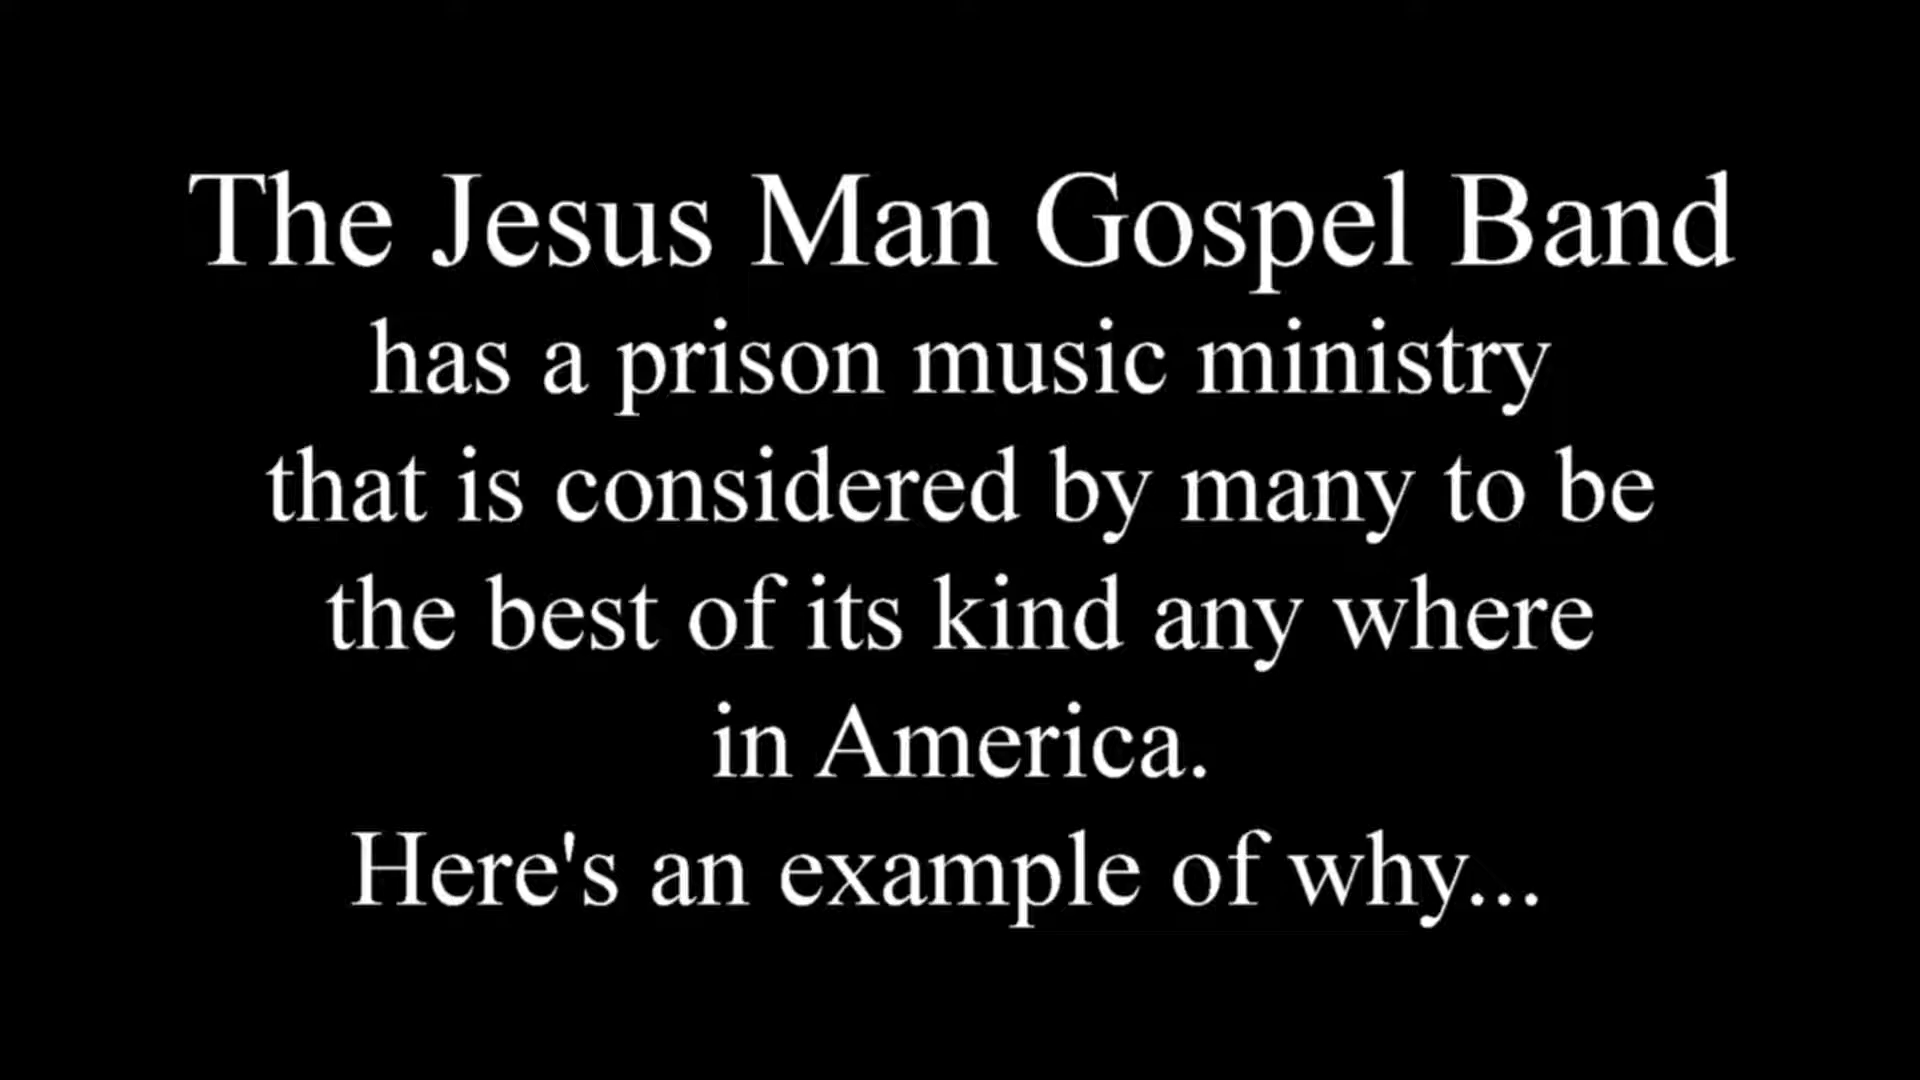 The Jesus Man Gospel Band
has a prison music ministry
that is considered by many to be
the best of its kind any where
in America.
Here's an example of why...